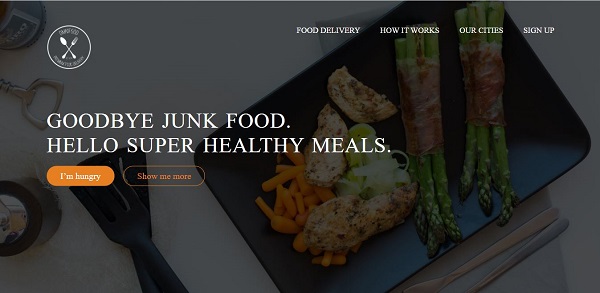 FOOD DELIVERY HOW IT WORKS OUR CITIES SIGN UP
GOODBYE JUNK FOOD.
HELLO SUPER HEALTHY MEALS.
I'm hungry Show me more